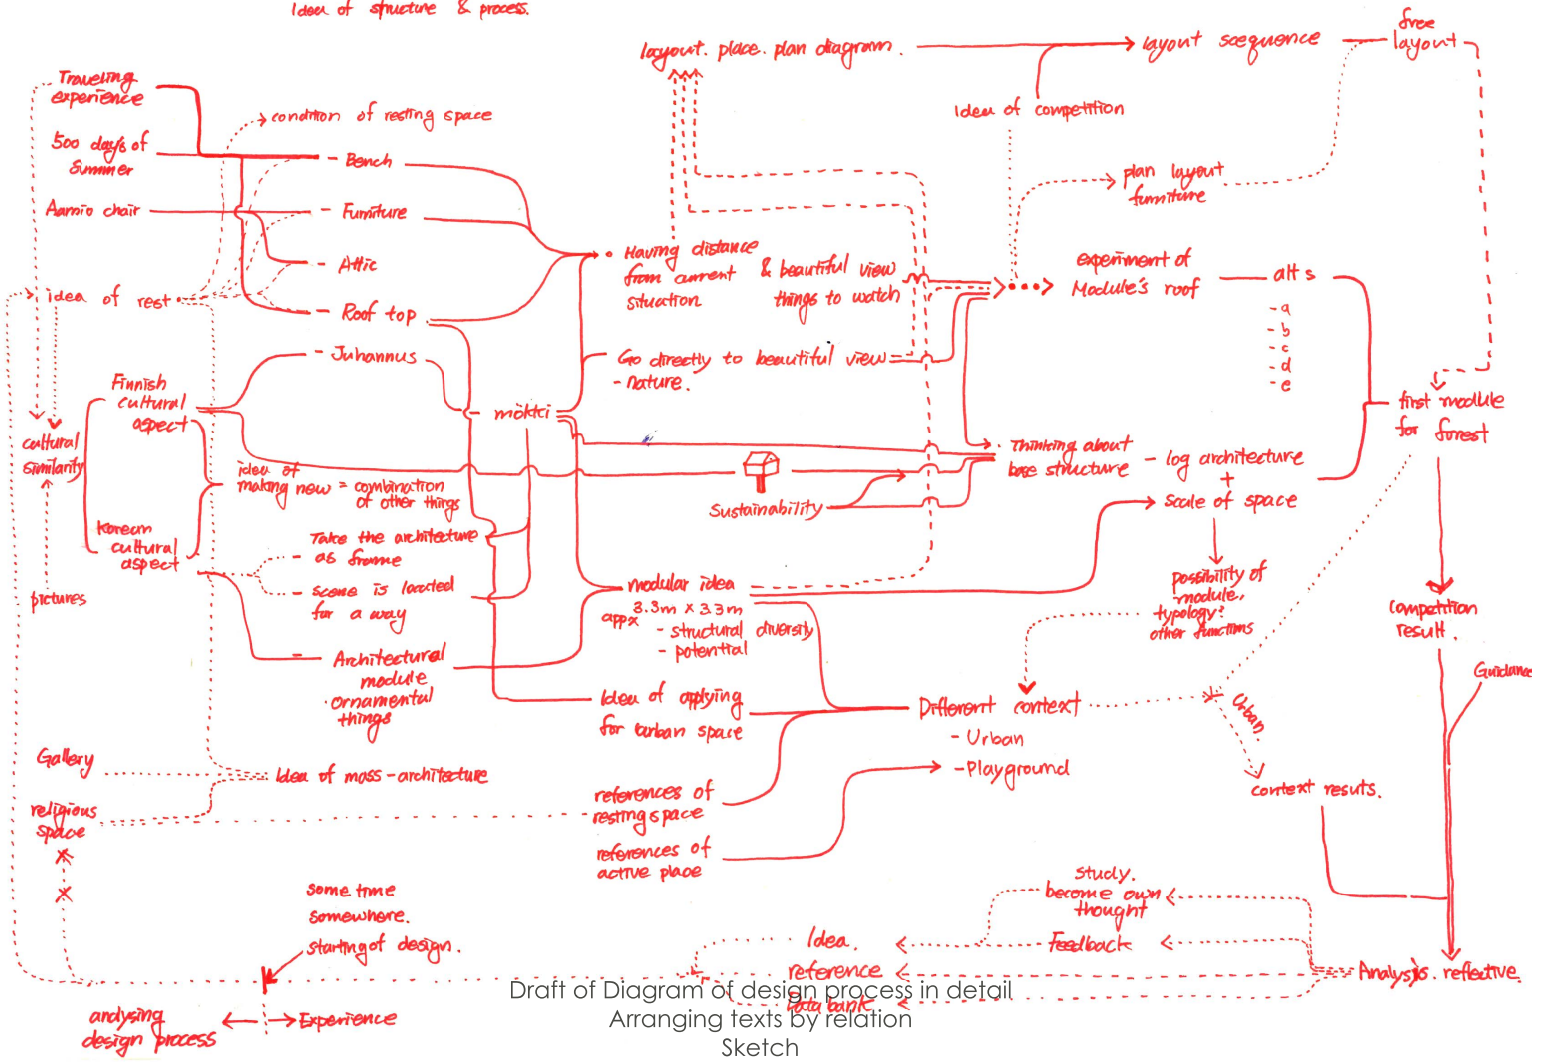 Idea of structure & process.
layout. place. plan diagram.
layout sequence
free
layout
Traveling
experience
condition of resting space
Idea of competition
500 days of
Summer
- Bench
plan layout
furniture
Aarnio chair
- Furniture
- Attic
Having distance
from current
situation
& beautiful view
things to watch
experiment of
Module's roof
alt s
- a
- b
- c
- d
- e
idea of rest
- Roof top
- Juhannus
Go directly to beautiful view
- nature.
Finnish
cultural
aspect
- mökki
first module
for forest
cultural
similarity
Thinking about
base structure
- log architecture
+
scale of space
idea of
making new = combination
of other things
Sustainability
Korean
cultural
aspect
- Take the architecture
as frame
- scene is located
far a way
pictures
modular idea
appx 3.3m x 3.3m
- structural diversity
- potential
possibility of
module,
typology:
other functions
competition
result.
- Architectural
module
· ornamental
things
Guidance
Idea of applying
for urban space
Different context
- Urban
- Playground
Urban.
Gallery
Idea of mass-architecture
context resuts.
religious
space
references of
resting space
references of
active place
some time
somewhere.
starting of design.
study.
become own
thought
Idea.
Feedback
reference
Analysis. reflective
Data bank
analysing
design process
Experience
Draft of Diagram of design process in detail
Arranging texts by relation
Sketch